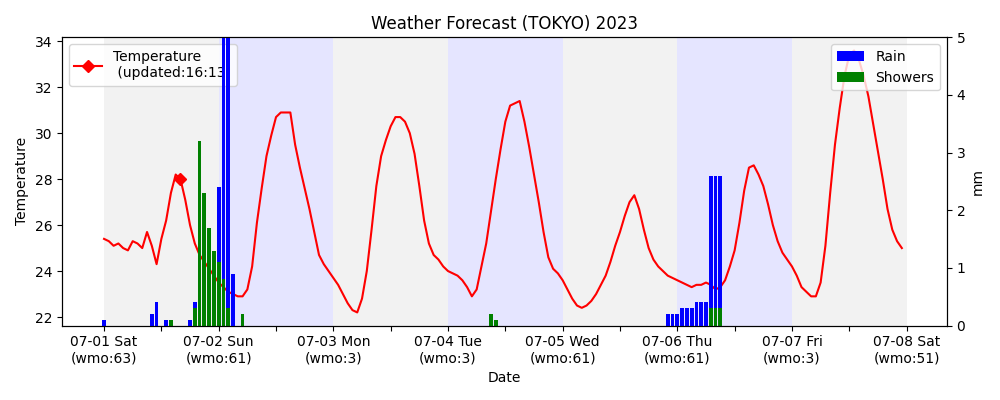 Weather Forecast (TOKYO) 2023
Temperature
(updated:16:13
Rain
Showers
34
32
30
28
26
24
22
Temperature
5
4
3
2
1
0
mm
07-01 Sat
(wmo:63)
07-02 Sun
(wmo:61)
07-03 Mon
(wmo:3)
07-04 Tue
(wmo:3)
07-05 Wed
(wmo:61)
07-06 Thu
(wmo:61)
07-07 Fri
(wmo:3)
07-08 Sat
(wmo:51)
Date